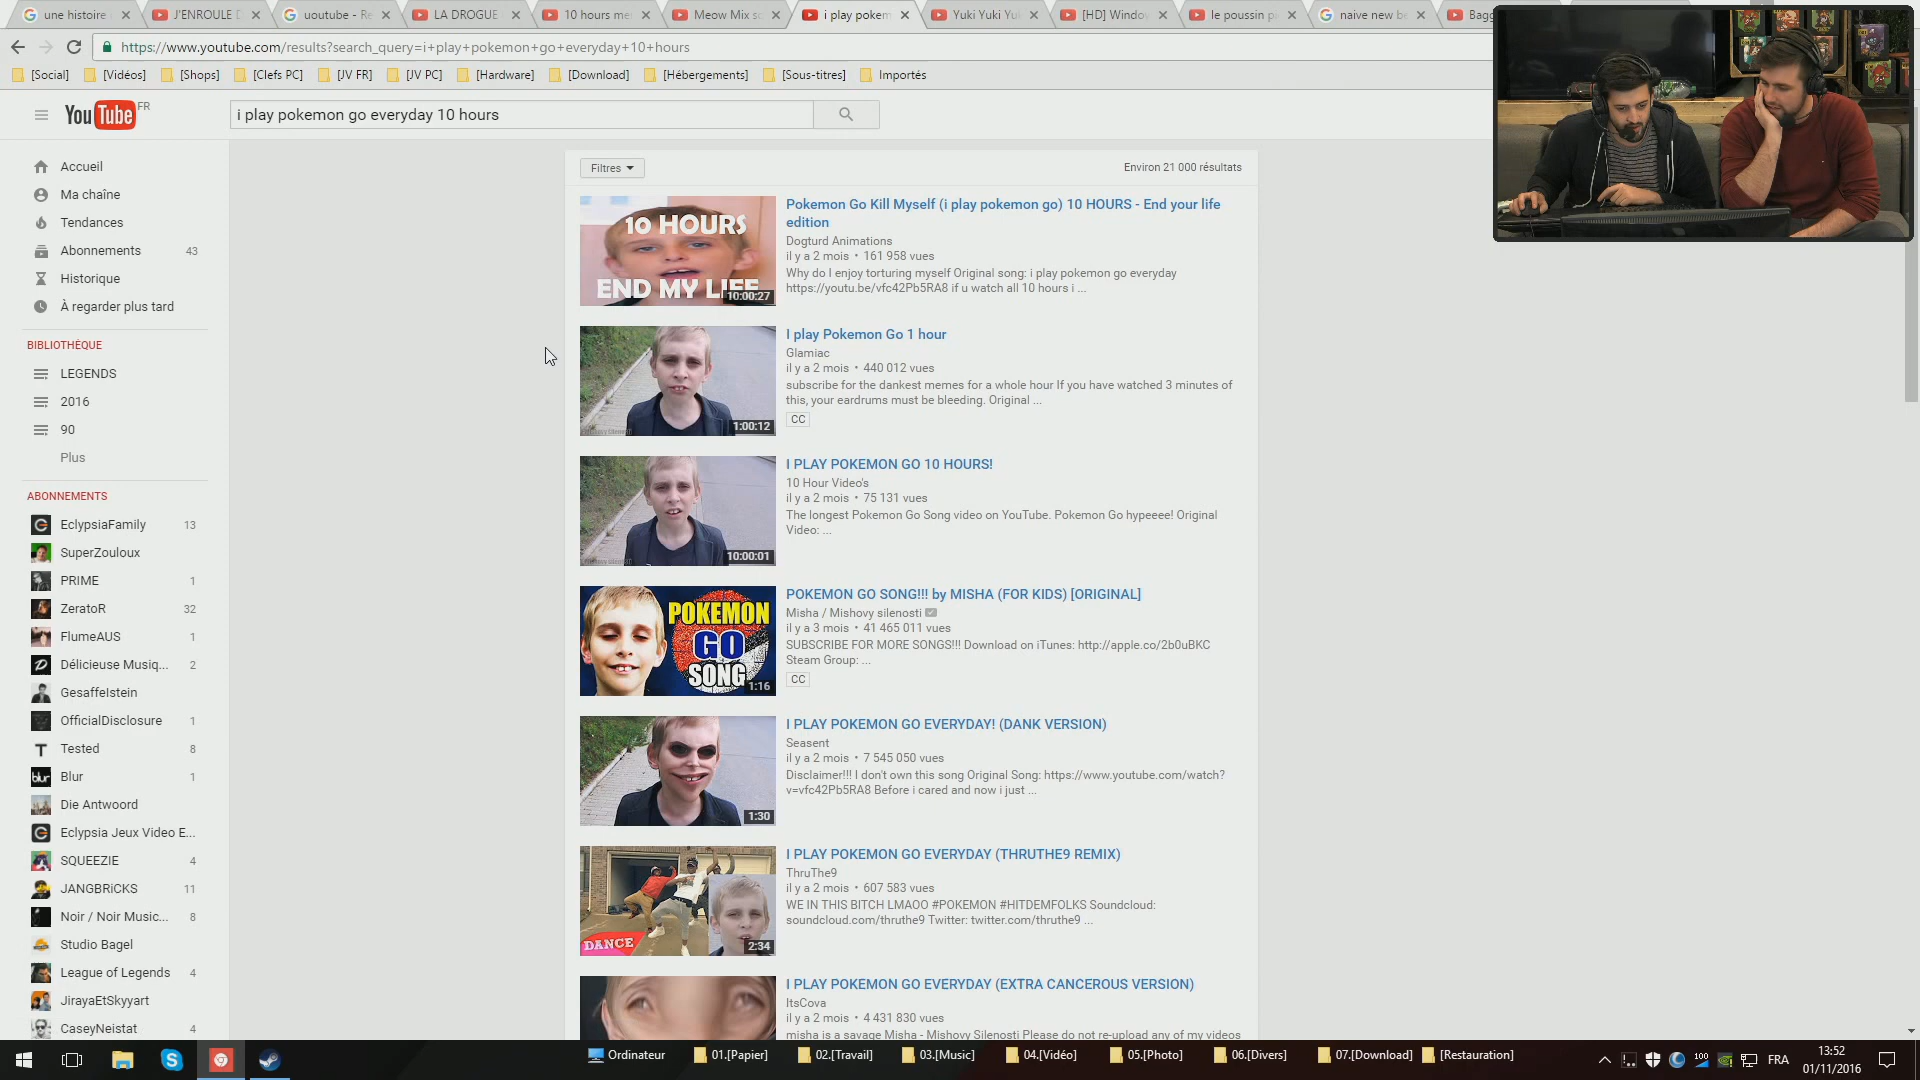 une histoire
J'ENROULE D
uoutube - Re
LA DROGUE
10 hours me
Meow Mix so
i play pokem
Yuki Yuki Yu
[HD] Window
le poussin pi
naive new be
Bagg
https://www.youtube.com/results?search_query=i+play+pokemon+go+everyday+10+hours
[Social]
[Vidéos]
[Shops]
[Clefs PC]
[JV FR]
[JV PC]
[Hardware]
[Download]
[Hébergements]
[Sous-titres]
Importés
YouTube FR
i play pokemon go everyday 10 hours
Accueil
Ma chaîne
Tendances
Abonnements 43
Historique
À regarder plus tard
BIBLIOTHÈQUE
LEGENDS
2016
90
Plus
ABONNEMENTS
EclypsiaFamily 13
SuperZouloux
PRIME 1
ZeratoR 32
FlumeAUS 1
Délicieuse Musiq... 2
Gesaffelstein
OfficialDisclosure 1
Tested 8
Blur 1
Die Antwoord
Eclypsia Jeux Video E...
SQUEEZIE 4
JANGBRiCKS 11
Noir / Noir Music... 8
Studio Bagel
League of Legends 4
JirayaEtSkyyart
CaseyNeistat 4
Filtres
Environ 21 000 résultats
10 HOURS
END MY LIFE
10:00:27
Pokemon Go Kill Myself (i play pokemon go) 10 HOURS - End your life
edition
Dogturd Animations
il y a 2 mois • 161 958 vues
Why do I enjoy torturing myself Original song: i play pokemon go everyday
https://youtu.be/vfc42Pb5RA8 if u watch all 10 hours i ...
1:00:12
I play Pokemon Go 1 hour
Glamiac
il y a 2 mois • 440 012 vues
subscribe for the dankest memes for a whole hour If you have watched 3 minutes of
this, your eardrums must be bleeding. Original ...
CC
10:00:01
I PLAY POKEMON GO 10 HOURS!
10 Hour Video's
il y a 2 mois • 75 131 vues
The longest Pokemon Go Song video on YouTube. Pokemon Go hypeeee! Original
Video: ...
POKEMON
GO
SONG
1:16
POKEMON GO SONG!!! by MISHA (FOR KIDS) [ORIGINAL]
Misha / Mishovy silenosti
il y a 3 mois • 41 465 011 vues
SUBSCRIBE FOR MORE SONGS!!! Download on iTunes: http://apple.co/2b0uBKC
Steam Group: ...
CC
1:30
I PLAY POKEMON GO EVERYDAY! (DANK VERSION)
Seasent
il y a 2 mois • 7 545 050 vues
Disclaimer!!! I don't own this song Original Song: https://www.youtube.com/watch?
v=vfc42Pb5RA8 Before i cared and now i just ...
DANCE
2:34
I PLAY POKEMON GO EVERYDAY (THRUTHE9 REMIX)
ThruThe9
il y a 2 mois • 607 583 vues
WE IN THIS BITCH LMAOO #POKEMON #HITDEMFOLKS Soundcloud:
soundcloud.com/thruthe9 Twitter: twitter.com/thruthe9 ...
I PLAY POKEMON GO EVERYDAY (EXTRA CANCEROUS VERSION)
ItsCova
il y a 2 mois • 4 431 830 vues
misha is a savage Misha - Mishovy Silenosti Please do not re-upload any of my videos
Ordinateur
01.[Papier]
02.[Travail]
03.[Music]
04.[Vidéo]
05.[Photo]
06.[Divers]
07.[Download]
[Restauration]
100
FRA
13:52
01/11/2016